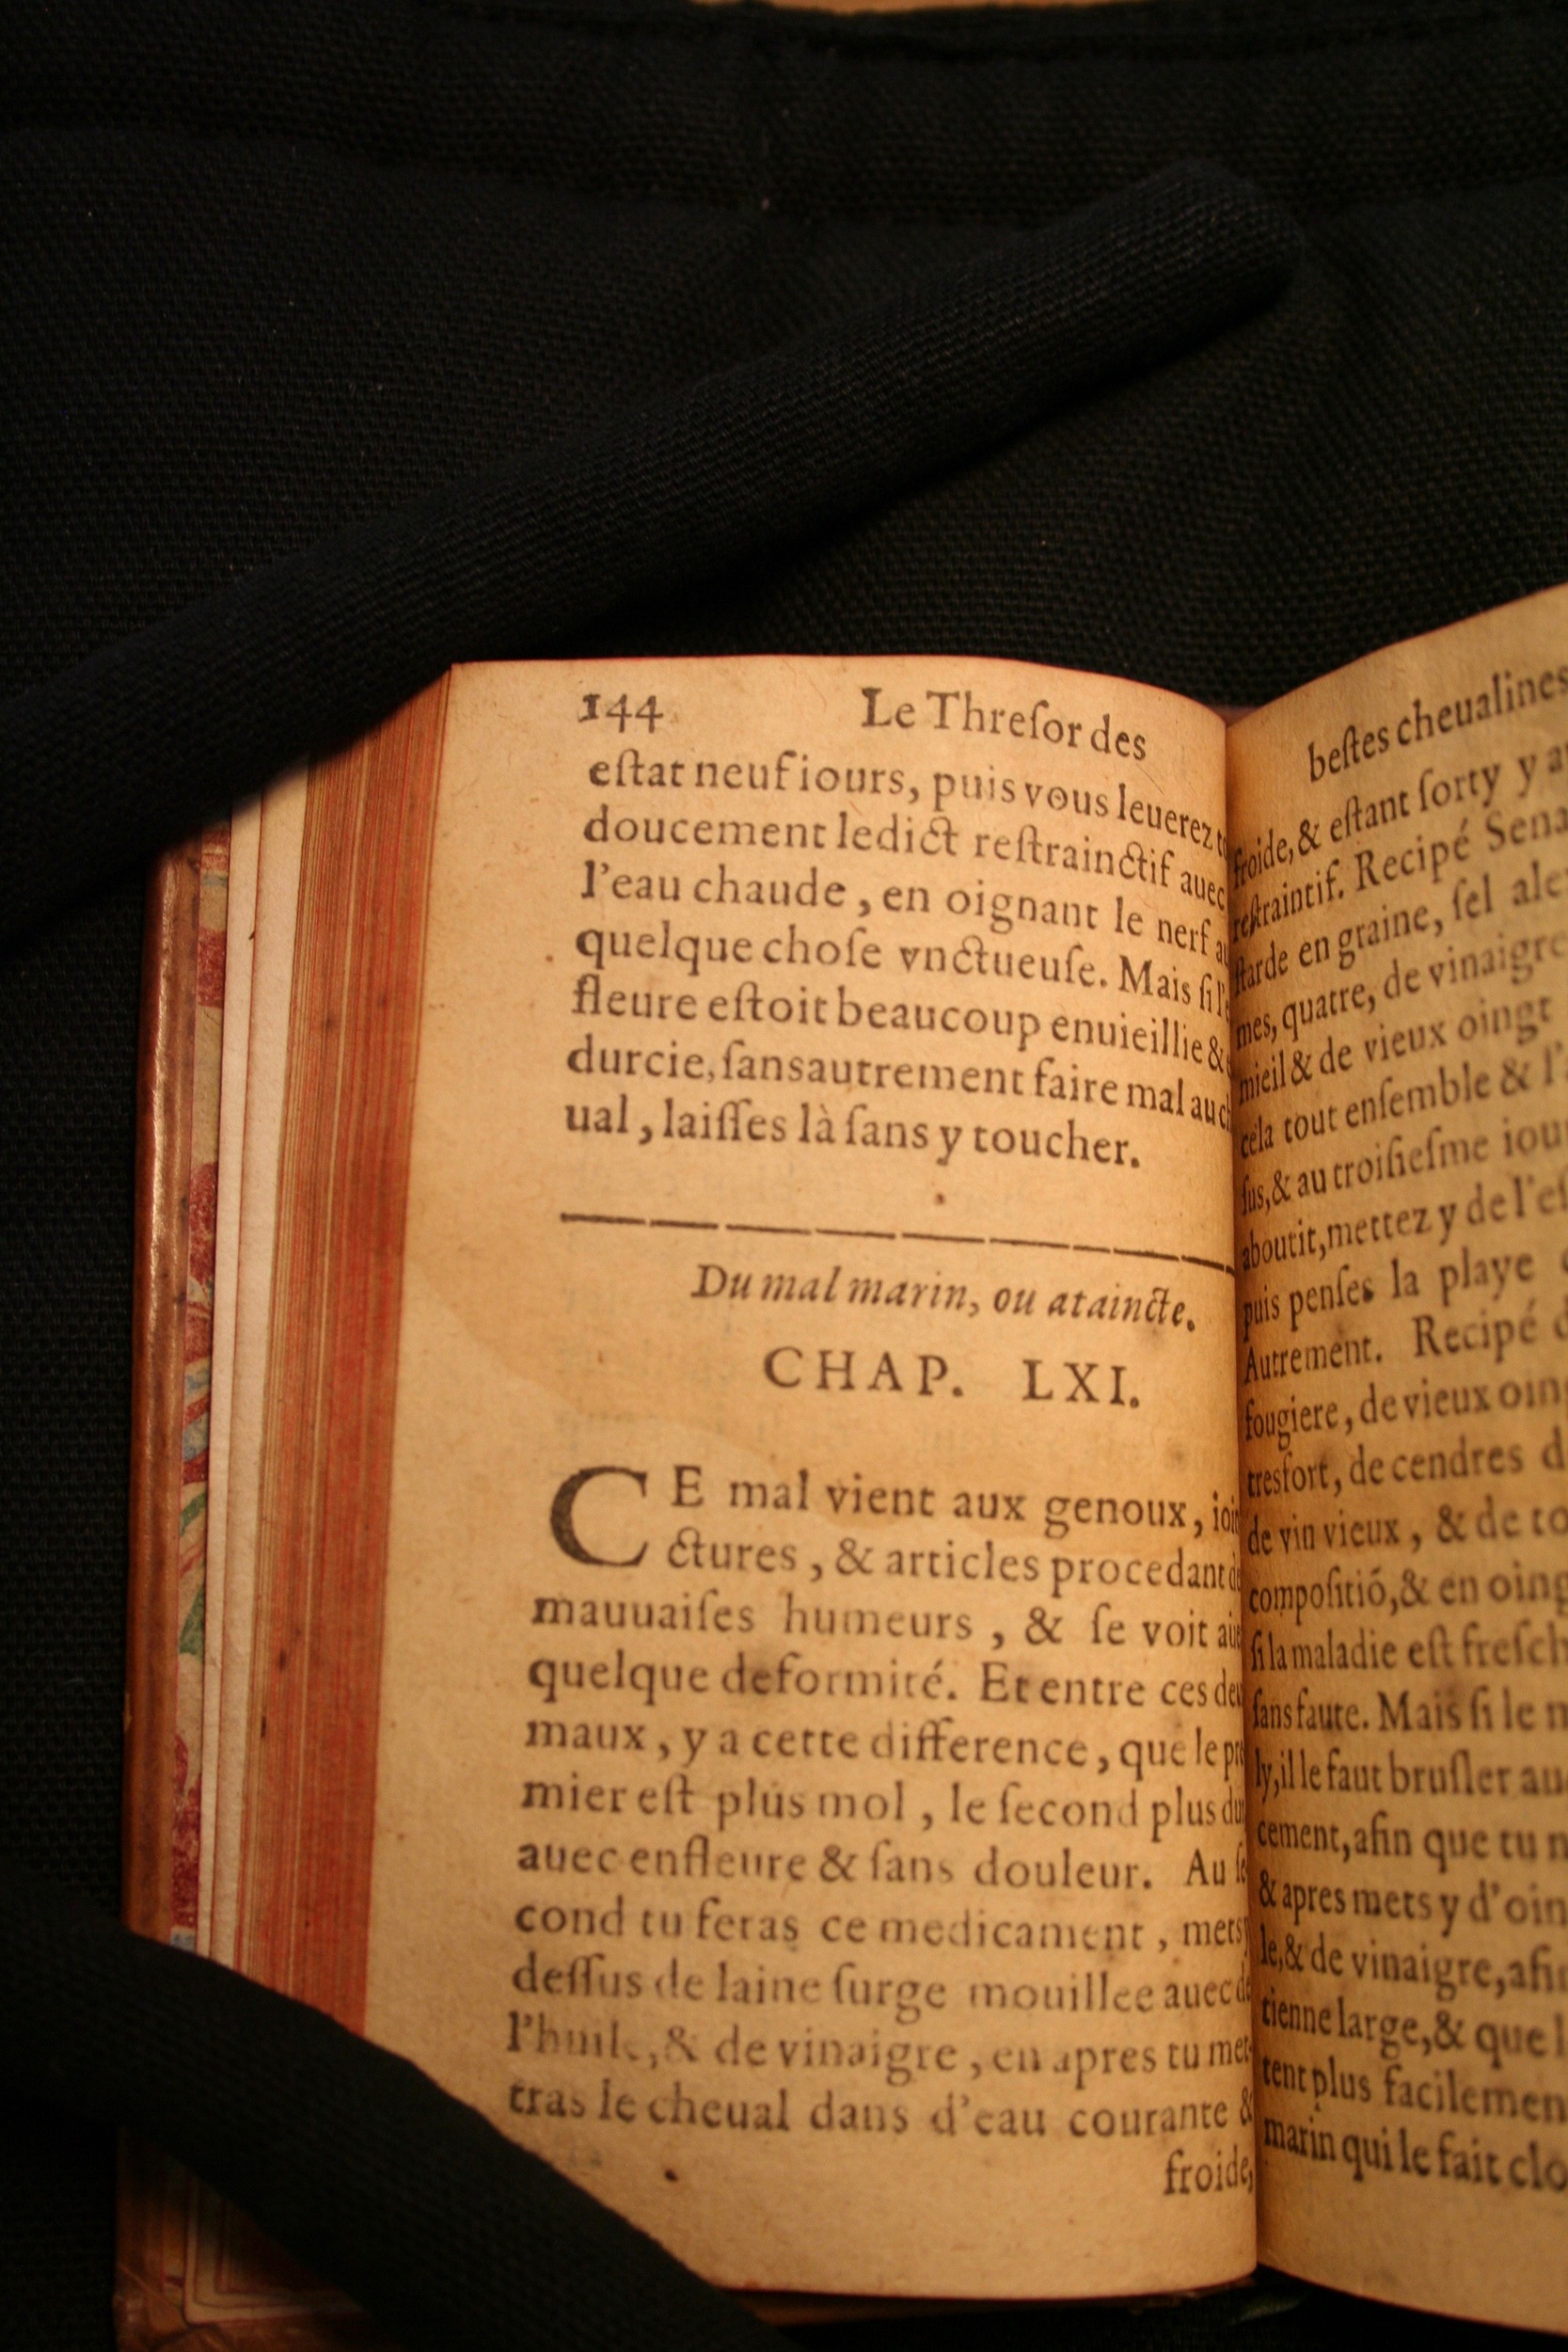 144 Le Threſor des
eſtat neuf iours, puis vous leuerez
doucement ledict reſtrainctif auec
l'eau chaude, en oignant le nerf
quelque choſe vnctueuſe. Mais ſi l'
fleure eſtoit beaucoup enuieillie &
durcie, ſans autrement faire mal au
ual, laiſſes là ſans y toucher.
Du mal marin, ou atainɕte.
CHAP. LXI.
CE mal vient aux genoux,
ctures, & articles procedant
mauuaiſes humeurs, & ſe voit
quelque deformité. Et entre ces
maux, y a cette difference, que le
mier eſt plus mol, le ſecond plus
auec enfleure & ſans douleur. Au
cond tu feras ce medicament, mets
deſſus de laine ſurge mouillee auec
l'huile, & de vinaigre, en apres tu met-
tras le cheual dans d'eau courante &
froide,
beſtes cheualines
froide, & eſtant ſorty y
reſtraintif. Recipé
ſtarde en graine, ſel
mes, quatre, de vinaigre
mieil & de vieux oingt
cela tout enſemble &
ſus, & au troiſieſme
aboutit, mettez y de
puis penſes la playe
Autrement. Recipé
fougiere, de vieux
tresfort, de cendres
de vin vieux, & de
compoſitió, & en
ſi la maladie eſt
ſans faute. Mais ſi le
ly, il le faut bruſler
cement, afin que tu
& apres mets y
le, & de vinaigre,
tienne large, & que
tent plus
marin qui le fait